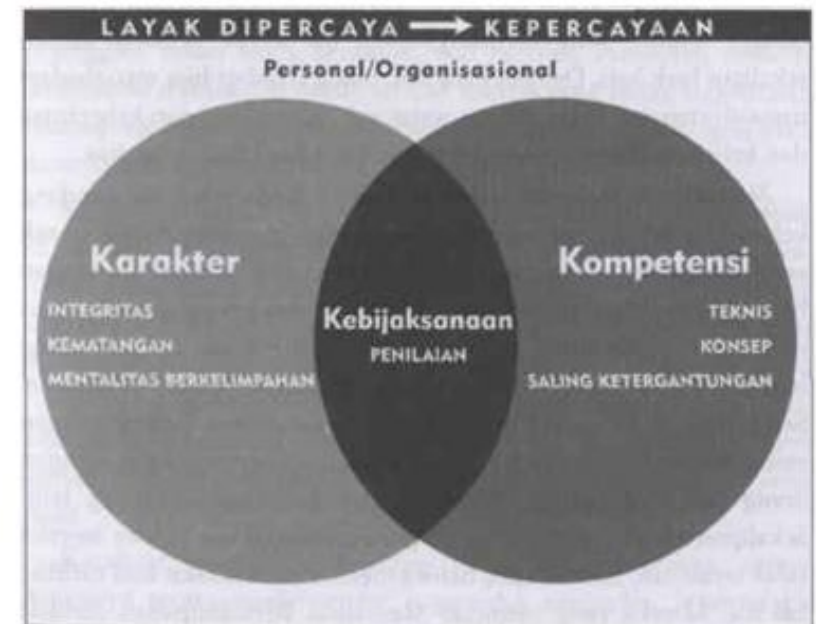 LAYAK DIPERCAYA → KEPERCAYAAN
Personal/Organisasional
Karakter
INTEGRITAS
KEMATANGAN
MENTALITAS BERKELIMPAHAN
Kebijaksanaan
PENILAIAN
Kompetensi
TEKNIS
KONSEP
SALING KETERGANTUNGAN